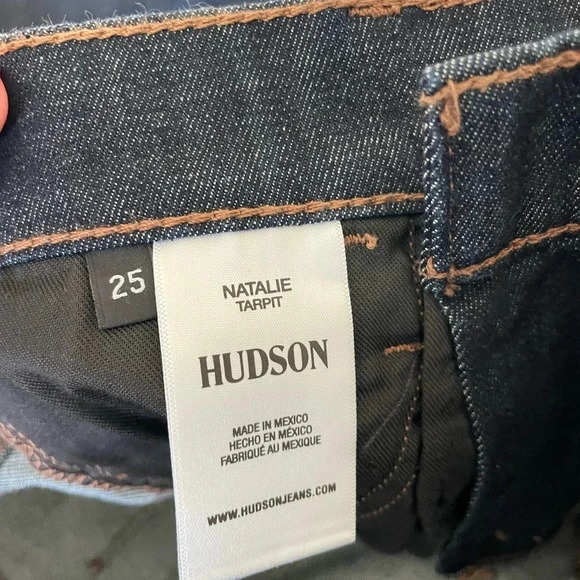 25
NATALIE
TARPIT
HUDSON
MADE IN MEXICO
HECHO EN MÉXICO
FABRIQUÉ AU MEXIQUE
WWW.HUDSONJEANS.COM